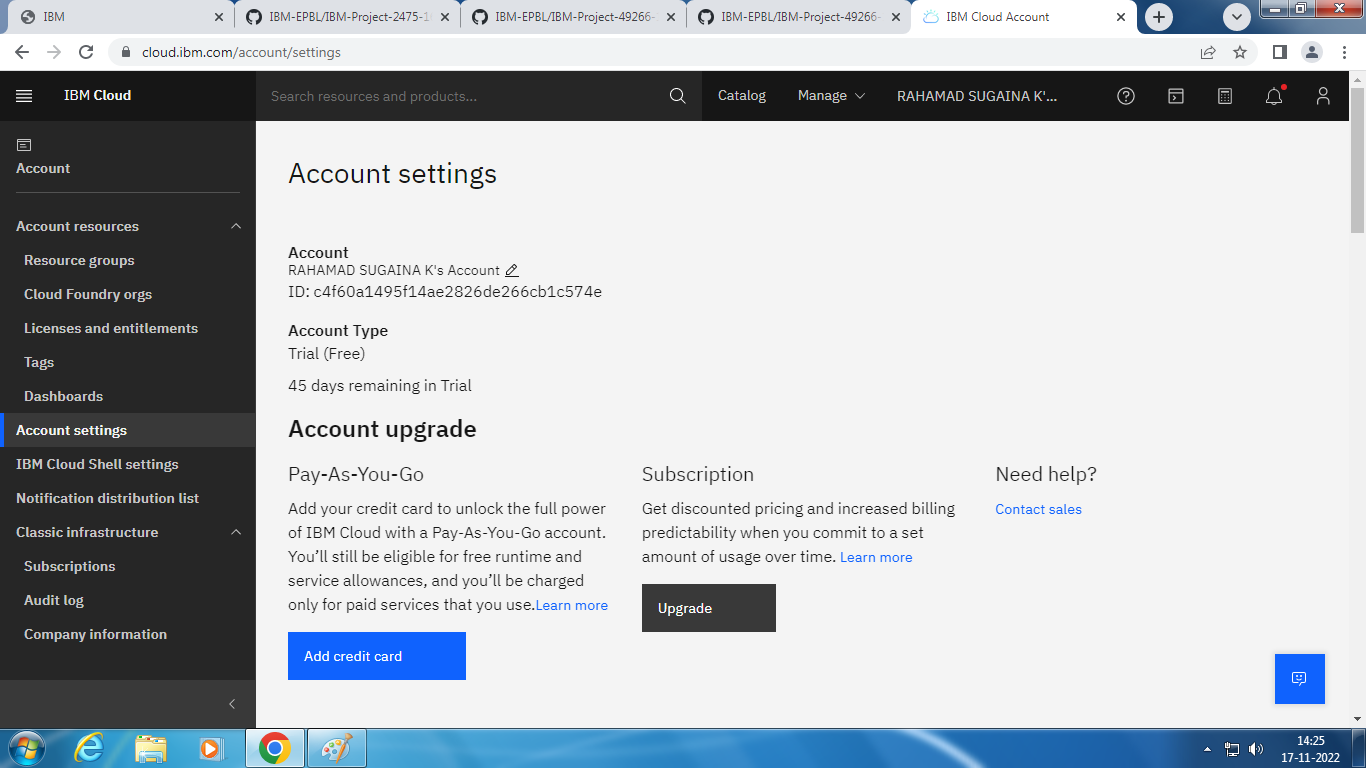 IBM
IBM-EPBL/IBM-Project-2475-1
IBM-EPBL/IBM-Project-49266-
IBM-EPBL/IBM-Project-49266-
IBM Cloud Account
cloud.ibm.com/account/settings
IBM Cloud
Search resources and products...
Catalog
Manage
RAHAMAD SUGAINA K'...
Account
Account resources
Resource groups
Cloud Foundry orgs
Licenses and entitlements
Tags
Dashboards
Account settings
IBM Cloud Shell settings
Notification distribution list
Classic infrastructure
Subscriptions
Audit log
Company information
Account settings
Account
RAHAMAD SUGAINA K's Account
ID: c4f60a1495f14ae2826de266cb1c574e
Account Type
Trial (Free)
45 days remaining in Trial
Account upgrade
Pay-As-You-Go
Add your credit card to unlock the full power
of IBM Cloud with a Pay-As-You-Go account.
You’ll still be eligible for free runtime and
service allowances, and you’ll be charged
only for paid services that you use.Learn more
Add credit card
Subscription
Get discounted pricing and increased billing
predictability when you commit to a set
amount of usage over time. Learn more
Upgrade
Need help?
Contact sales
14:25
17-11-2022